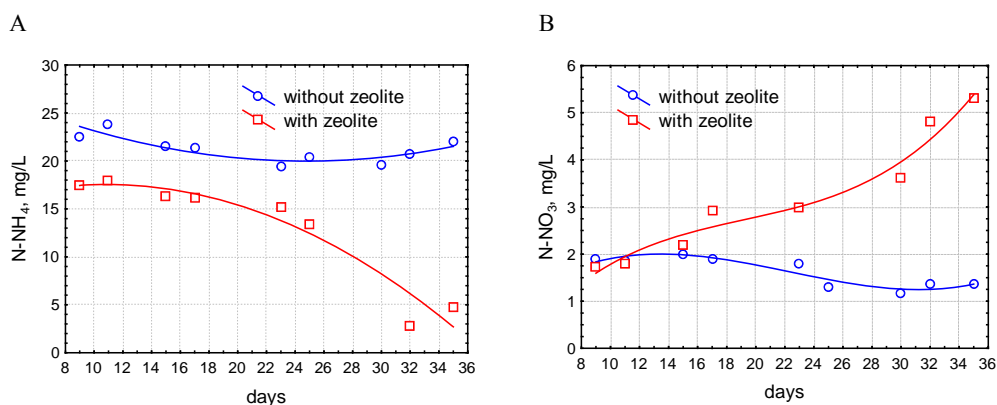 A
B
N-NH4, mg/L
30
25
20
15
10
5
0
without zeolite
with zeolite
8 10 12 14 16 18 20 22 24 26 28 30 32 34 36
days
N-NO3, mg/L
6
5
4
3
2
1
0
without zeolite
with zeolite
8 10 12 14 16 18 20 22 24 26 28 30 32 34 36
days